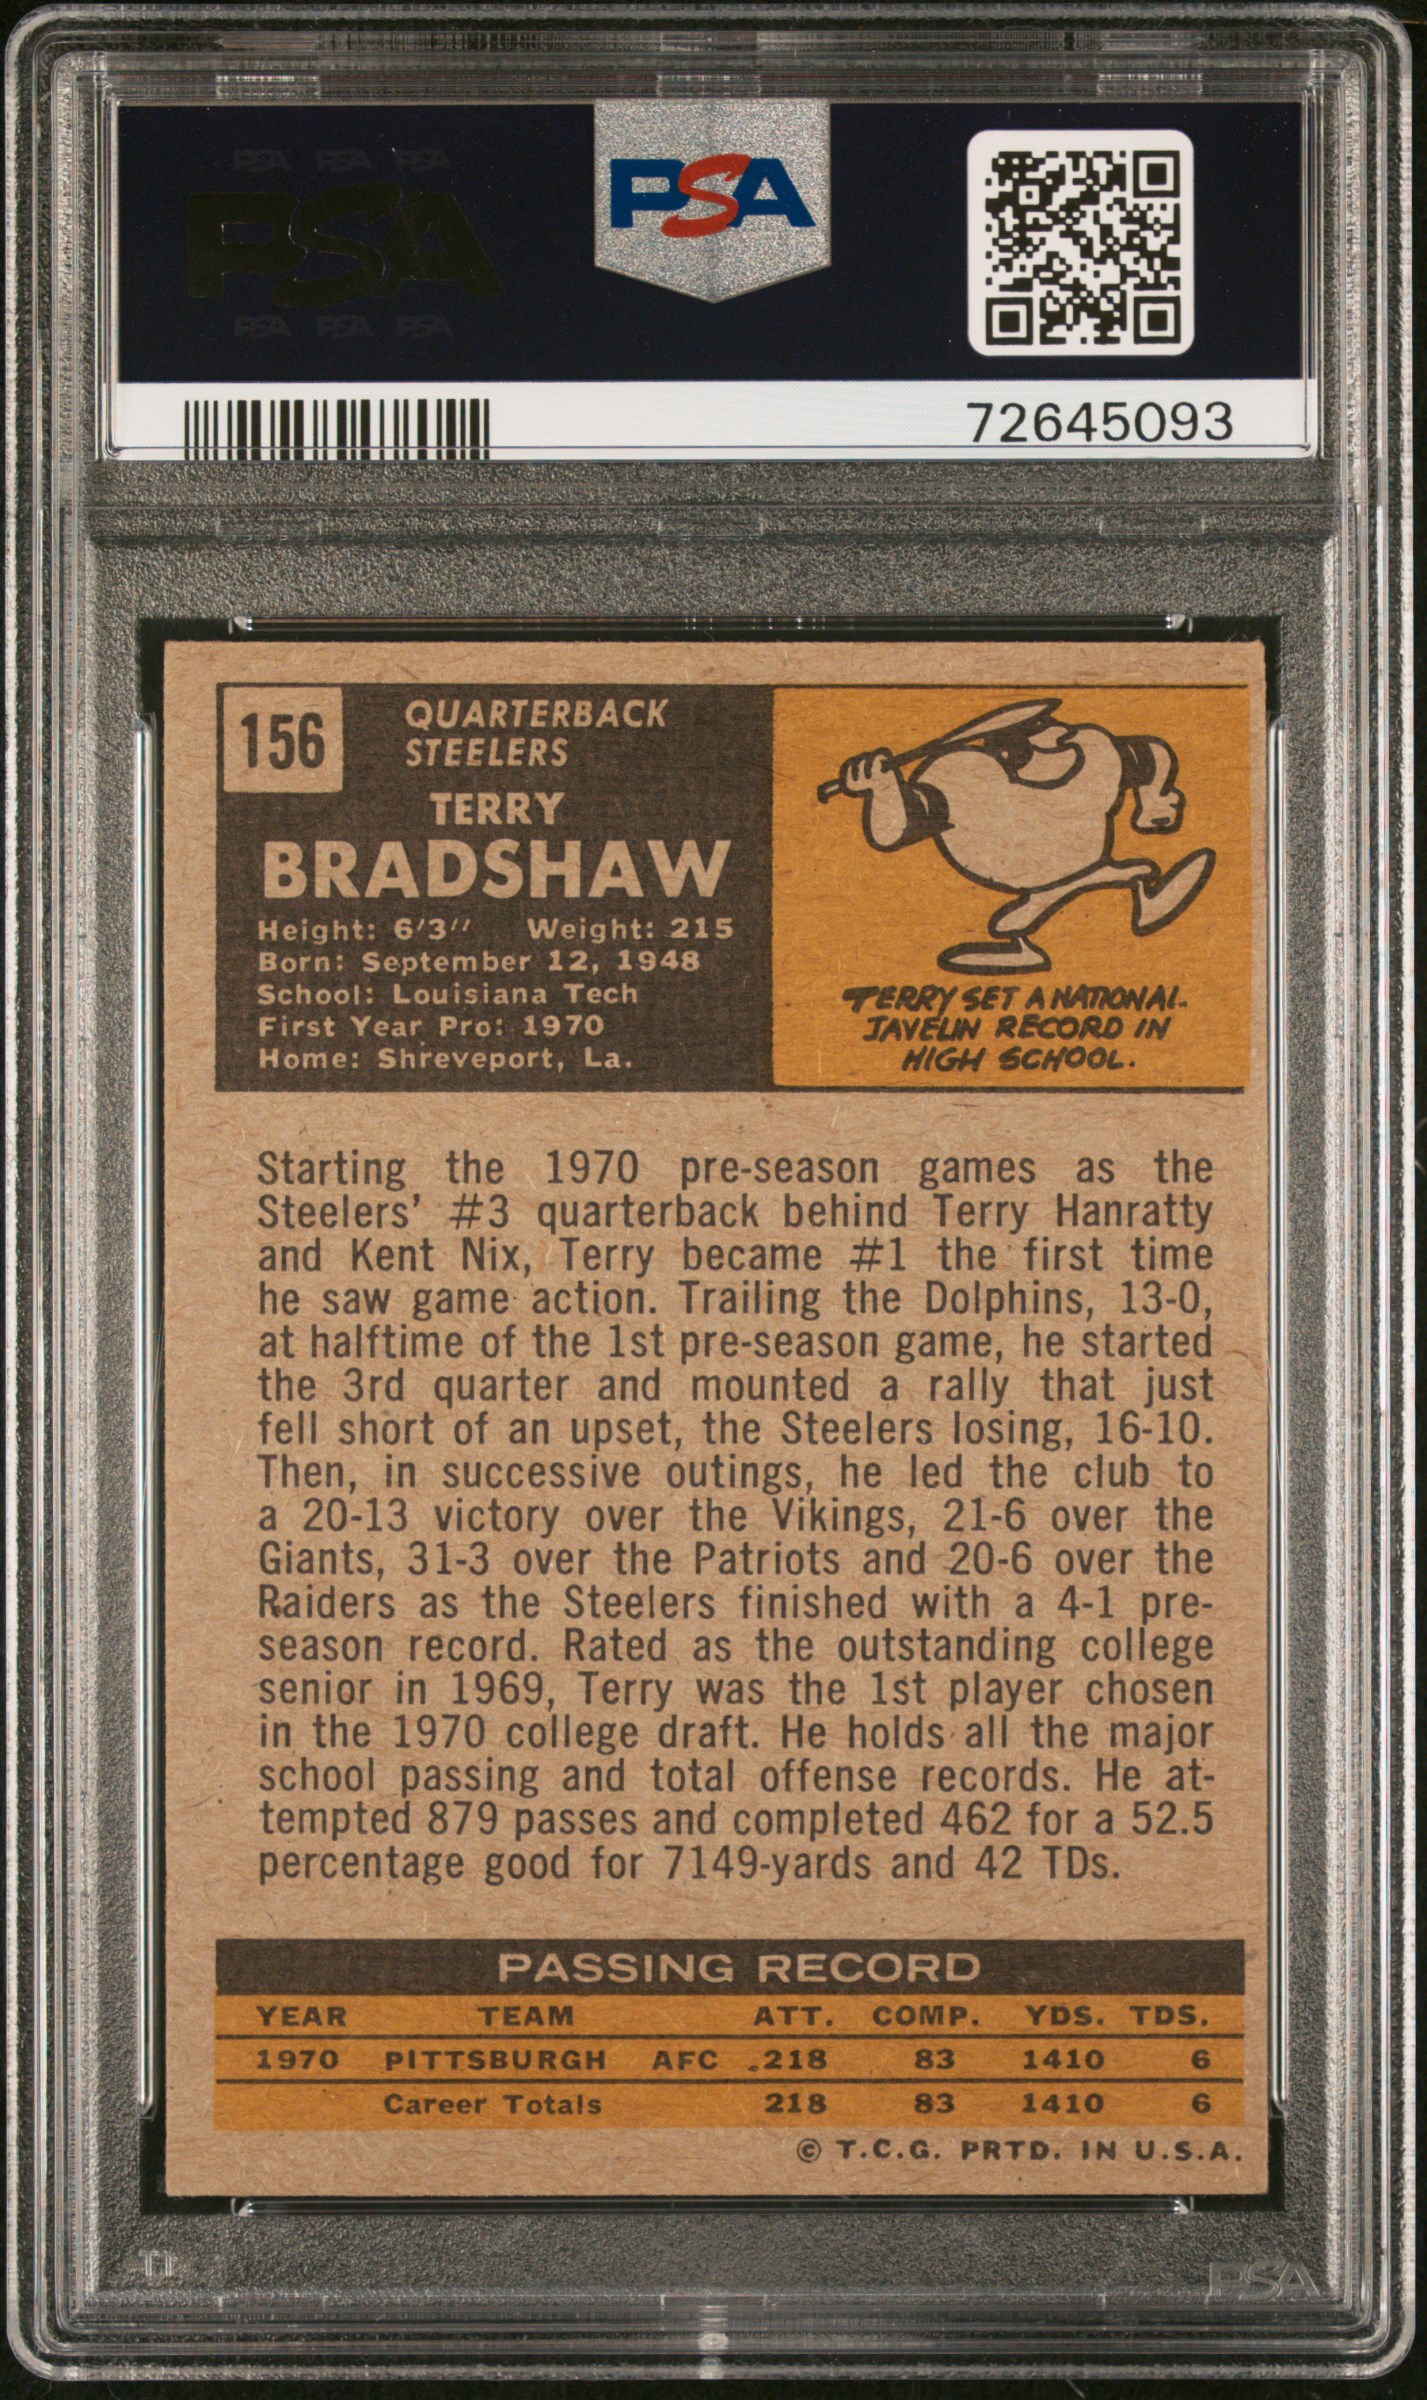 PSA PSA PSA
PSA
PSA PSA PSA
PSA
72645093
156
QUARTERBACK
STEELERS
TERRY
BRADSHAW
Height: 6'3" Weight: 215
Born: September 12, 1948
School: Louisiana Tech
First Year Pro: 1970
Home: Shreveport, La.
TERRY SET A NATIONAL
JAVELIN RECORD IN
HIGH SCHOOL.
Starting the 1970 pre-season games as the
Steelers' #3 quarterback behind Terry Hanratty
and Kent Nix, Terry became #1 the first time
he saw game action. Trailing the Dolphins, 13-0,
at halftime of the 1st pre-season game, he started
the 3rd quarter and mounted a rally that just
fell short of an upset, the Steelers losing, 16-10.
Then, in successive outings, he led the club to
a 20-13 victory over the Vikings, 21-6 over the
Giants, 31-3 over the Patriots and 20-6 over the
Raiders as the Steelers finished with a 4-1 pre-
season record. Rated as the outstanding college
senior in 1969, Terry was the 1st player chosen
in the 1970 college draft. He holds all the major
school passing and total offense records. He at-
tempted 879 passes and completed 462 for a 52.5
percentage good for 7149-yards and 42 TDs.
PASSING RECORD
YEAR TEAM ATT. COMP. YDS. TDS.
1970 PITTSBURGH AFC 218 83 1410 6
Career Totals 218 83 1410 6
© T.C.G. PRTD. IN U.S.A.
PSA